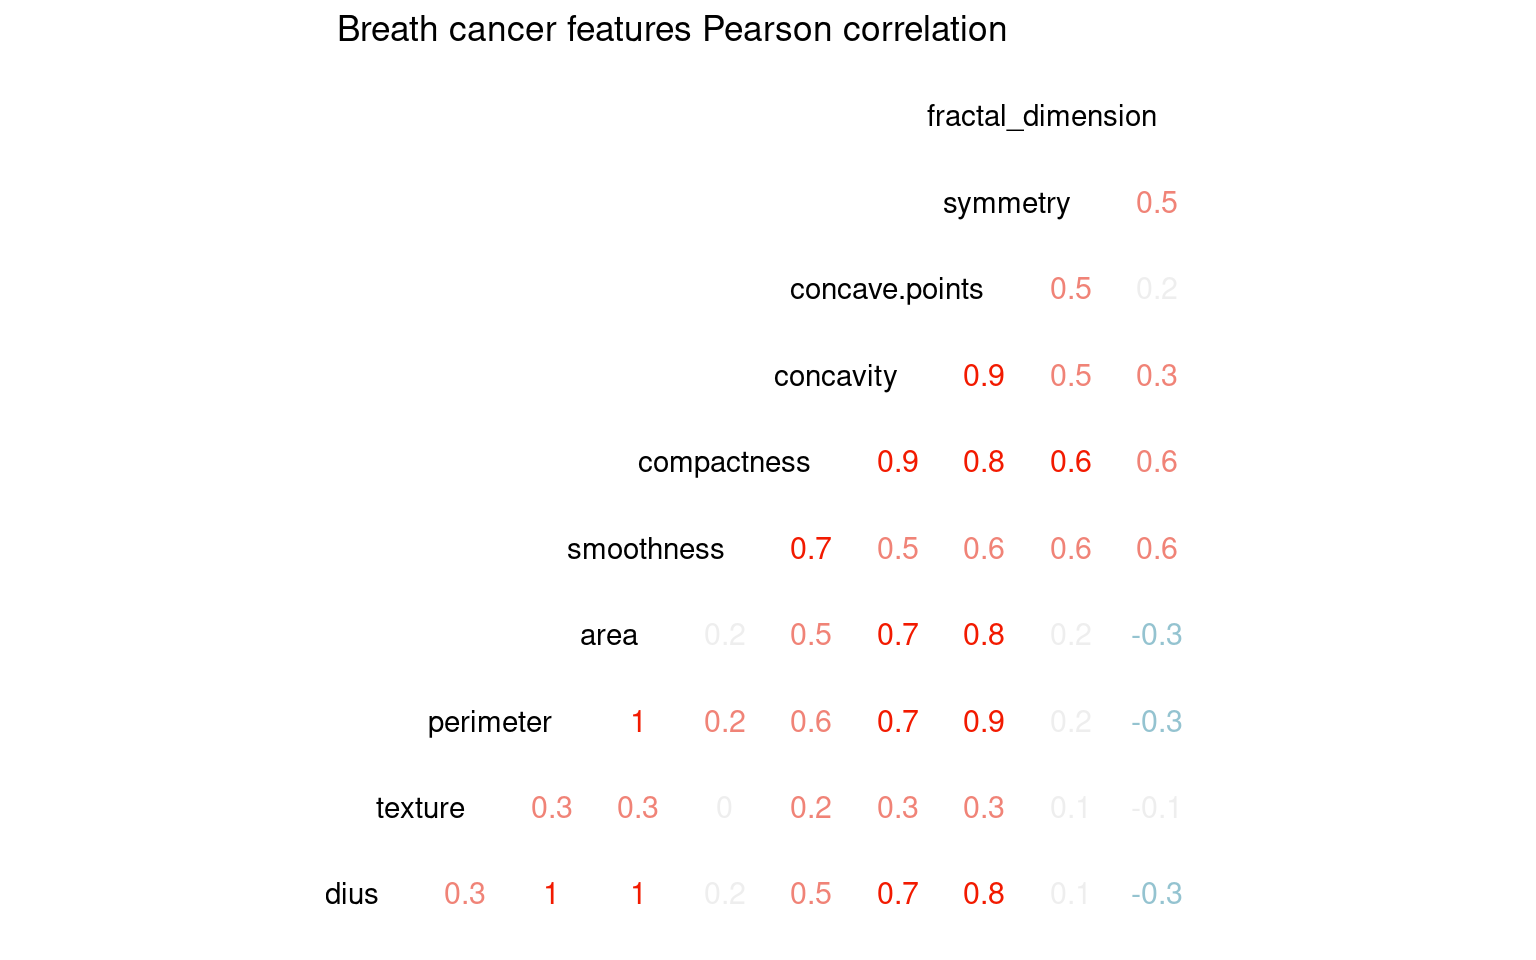 Breath cancer features Pearson correlation
fractal_dimension
symmetry 0.5
concave.points 0.5 0.2
concavity 0.9 0.5 0.3
compactness 0.9 0.8 0.6 0.6
smoothness 0.7 0.5 0.6 0.6 0.6
area 0.2 0.5 0.7 0.8 0.2 -0.3
perimeter 1 0.2 0.6 0.7 0.9 0.2 -0.3
texture 0.3 0.3 0 0.2 0.3 0.3 0.1 -0.1
dius 0.3 1 1 0.2 0.5 0.7 0.8 0.1 -0.3